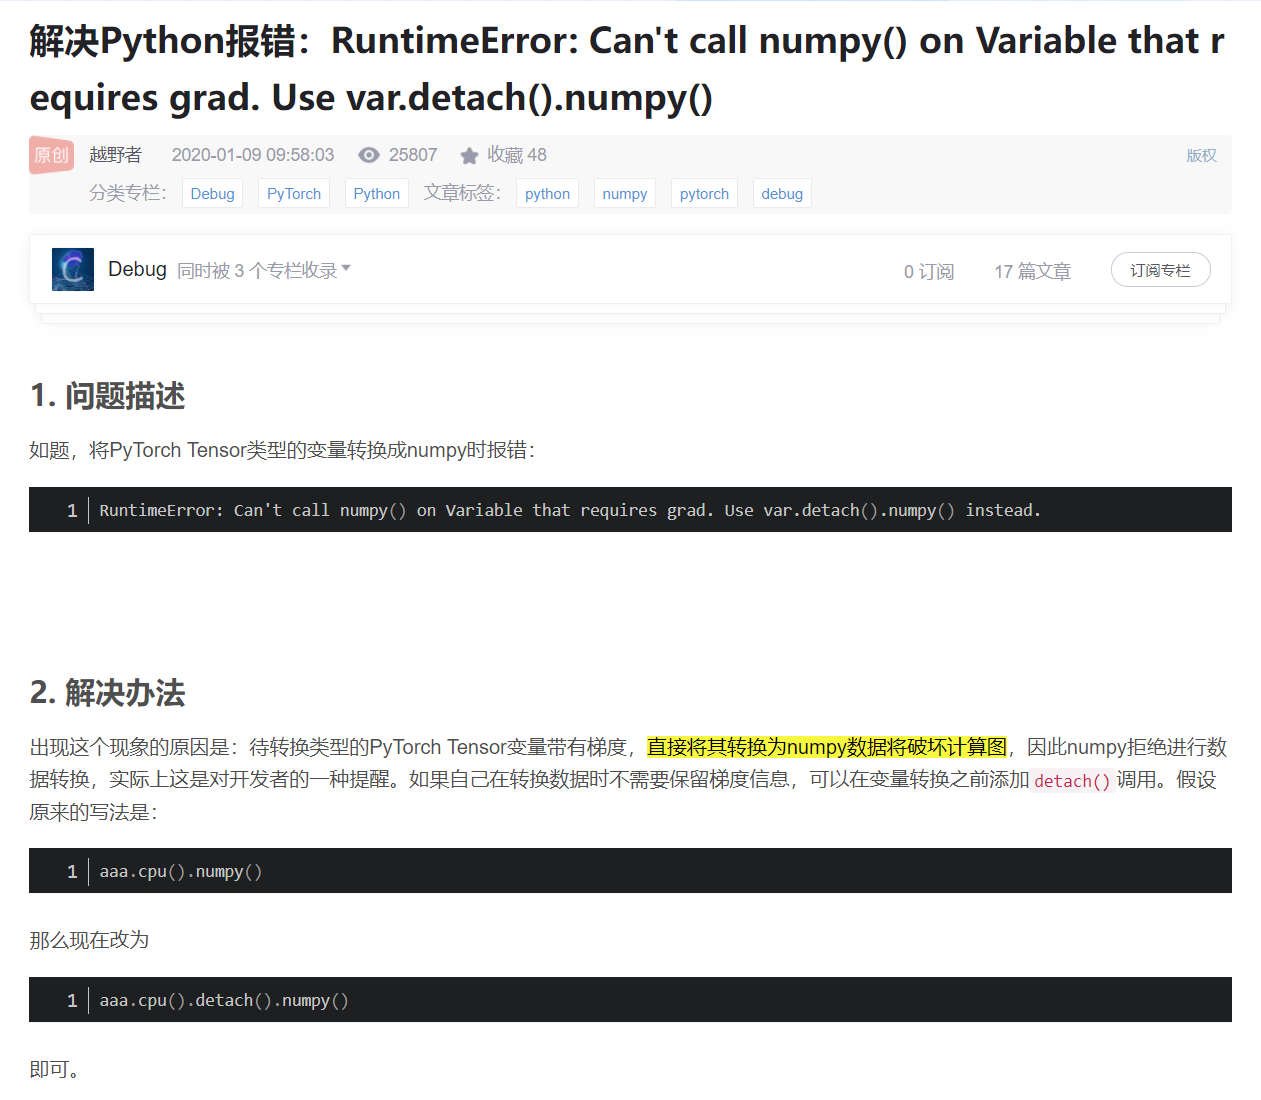 解决Python报错：RuntimeError: Can't call numpy() on Variable that r
equires grad. Use var.detach().numpy()
原创 越野者 2020-01-09 09:58:03 25807 收藏 48 版权
分类专栏： Debug PyTorch Python 文章标签： python numpy pytorch debug
Debug 同时被 3 个专栏收录 0 订阅 17 篇文章 订阅专栏
1. 问题描述
如题，将PyTorch Tensor类型的变量转换成numpy时报错：
1 RuntimeError: Can't call numpy() on Variable that requires grad. Use var.detach().numpy() instead.
2. 解决办法
出现这个现象的原因是：待转换类型的PyTorch Tensor变量带有梯度，直接将其转换为numpy数据将破坏计算图，因此numpy拒绝进行数
据转换，实际上这是对开发者的一种提醒。如果自己在转换数据时不需要保留梯度信息，可以在变量转换之前添加 detach() 调用。假设
原来的写法是：
1 aaa.cpu().numpy()
那么现在改为
1 aaa.cpu().detach().numpy()
即可。